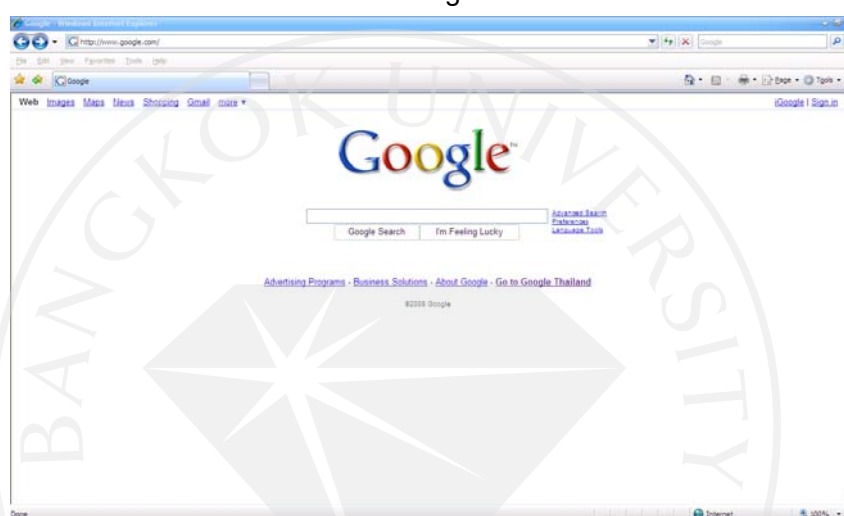 Google - Windows Internet Explorer
http://www.google.com/
Google
File Edit View Favorites Tools Help
Google
Page Tools
Web Images Maps News Shopping Gmail more
iGoogle | Sign in
Google™
Advanced Search
Preferences
Language Tools
Google Search I'm Feeling Lucky
Advertising Programs - Business Solutions - About Google - Go to Google Thailand
Google
Done
Internet
100%
BANGKOK UNIVERSITY